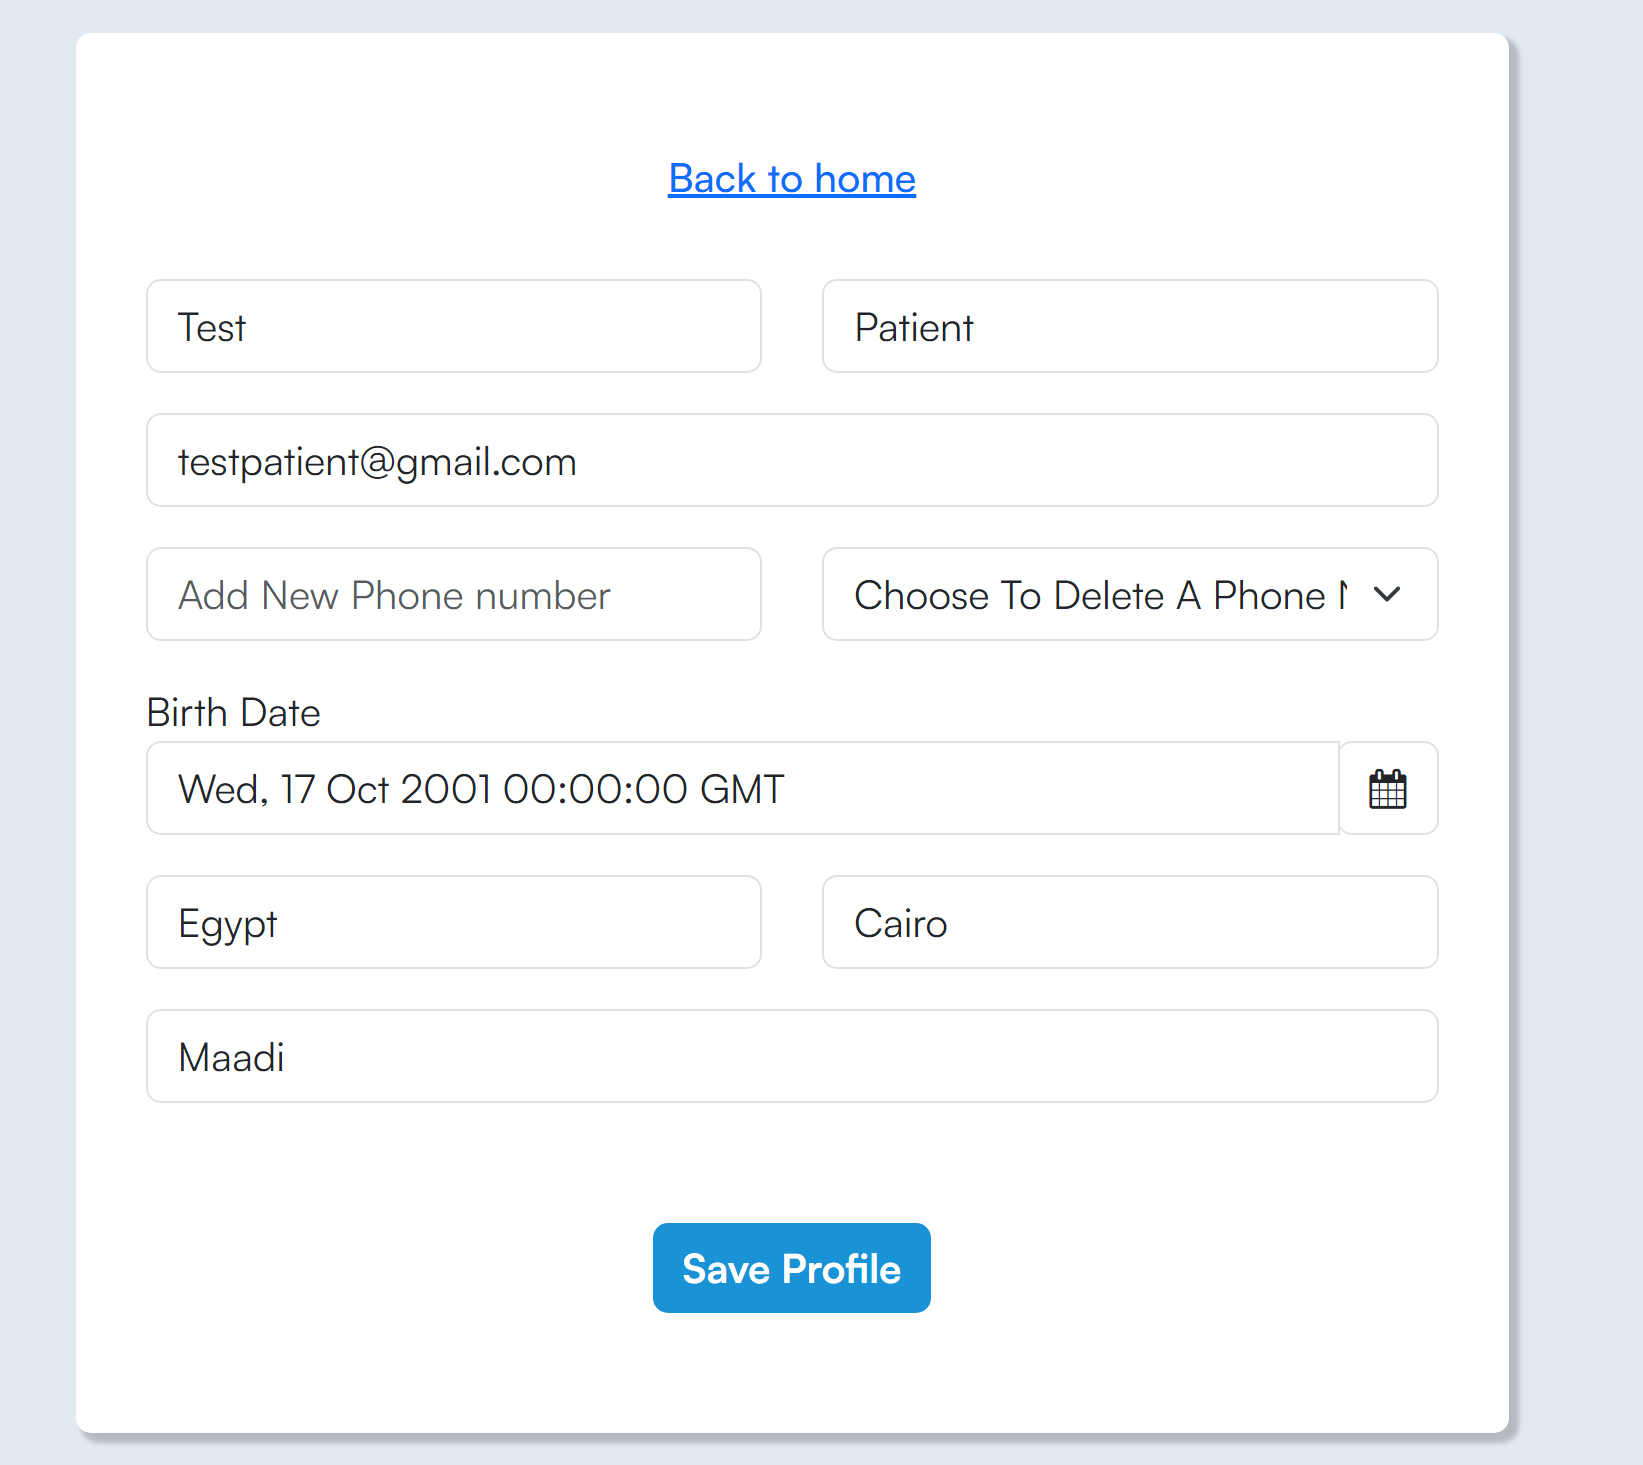 Back to home
Test
Patient
testpatient@gmail.com
Add New Phone number
Choose To Delete A Phone
Birth Date
Wed, 17 Oct 2001 00:00:00 GMT
Egypt
Cairo
Maadi
Save Profile